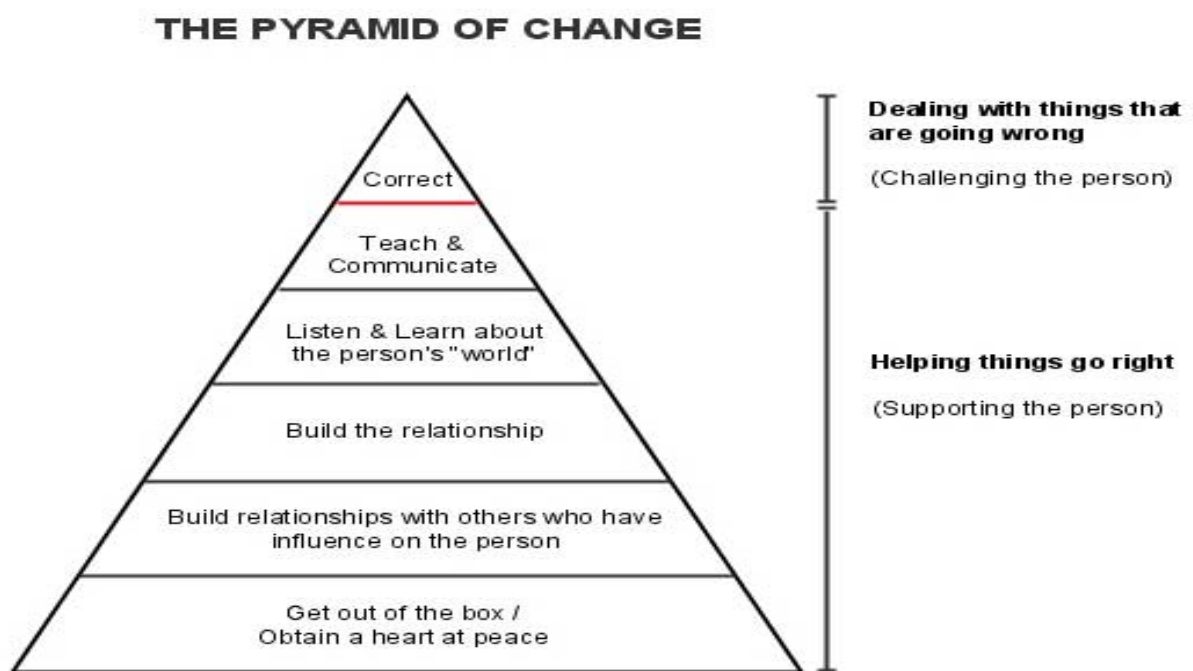 THE PYRAMID OF CHANGE
Correct
Teach &
Communicate
Listen & Learn about
the person's "world"
Build the relationship
Build relationships with others who have
influence on the person
Get out of the box /
Obtain a heart at peace
Dealing with things that
are going wrong
(Challenging the person)
Helping things go right
(Supporting the person)